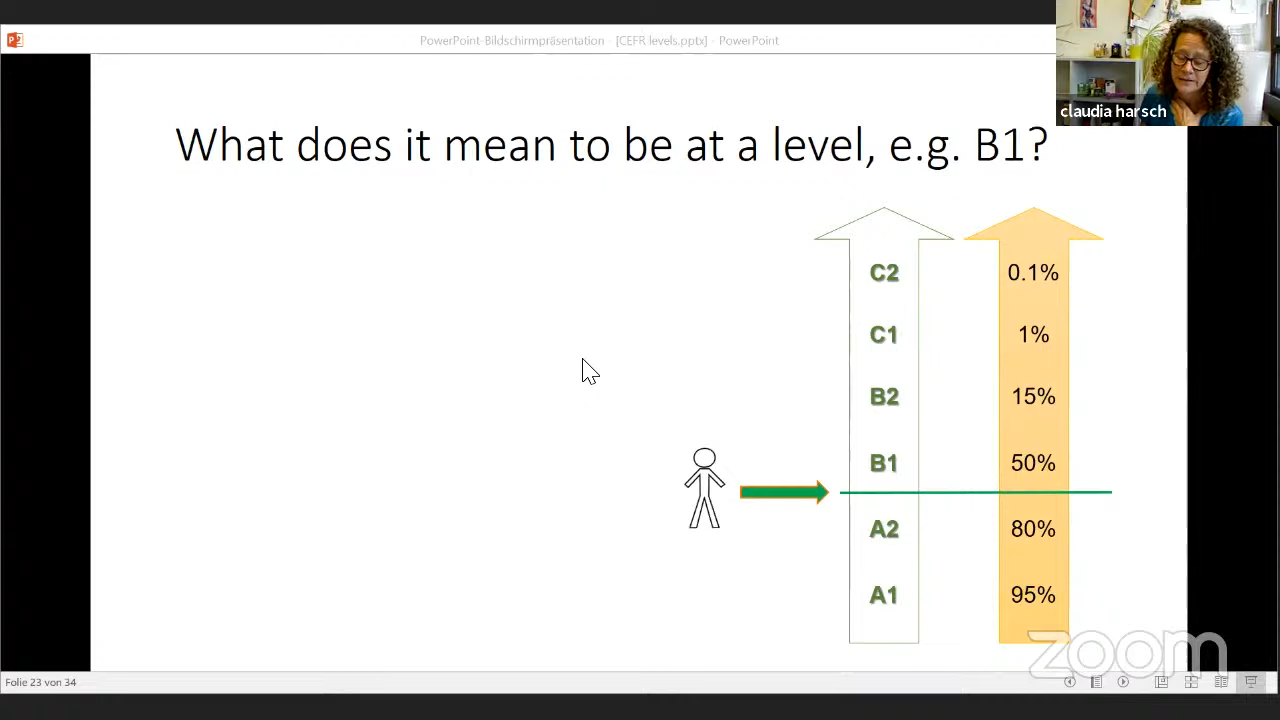 PowerPoint-Bildschirmpräsentation - [CEFR levels.pptx] - PowerPoint
claudia harsch
What does it mean to be at a level, e.g. B1?
C2 0.1%
C1 1%
B2 15%
B1 50%
A2 80%
A1 95%
zoom
Folie 23 von 34